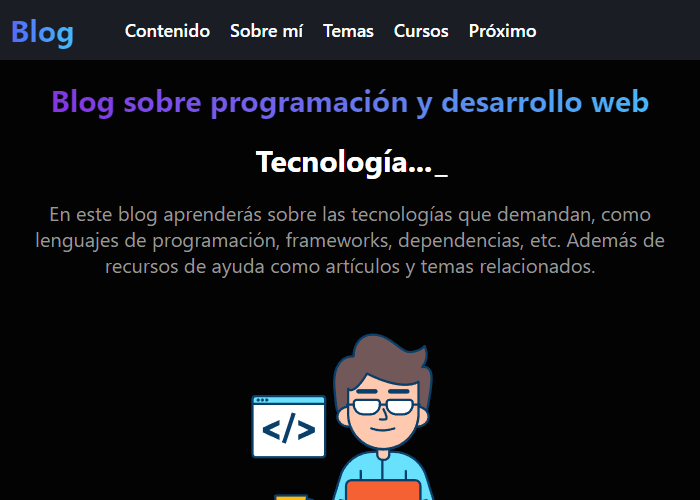 Blog Contenido Sobre mí Temas Cursos Próximo
Blog sobre programación y desarrollo web
Tecnología..._
En este blog aprenderás sobre las tecnologías que demandan, como
lenguajes de programación, frameworks, dependencias, etc. Además de
recursos de ayuda como artículos y temas relacionados.
</>